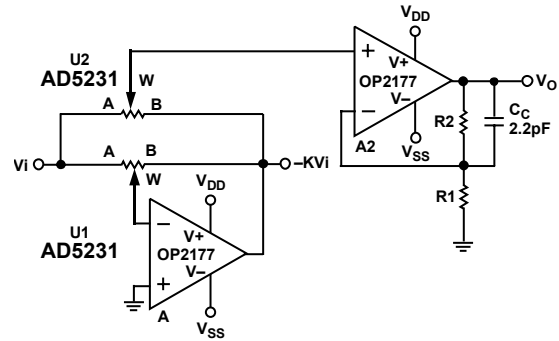 U2
AD5231
W
A
B
Vi
A
B
W
–KVi
U1
AD5231
VDD
V+
OP2177
V–
A
VSS
VDD
V+
OP2177
V–
A2
VSS
VO
R2
CC
2.2pF
R1